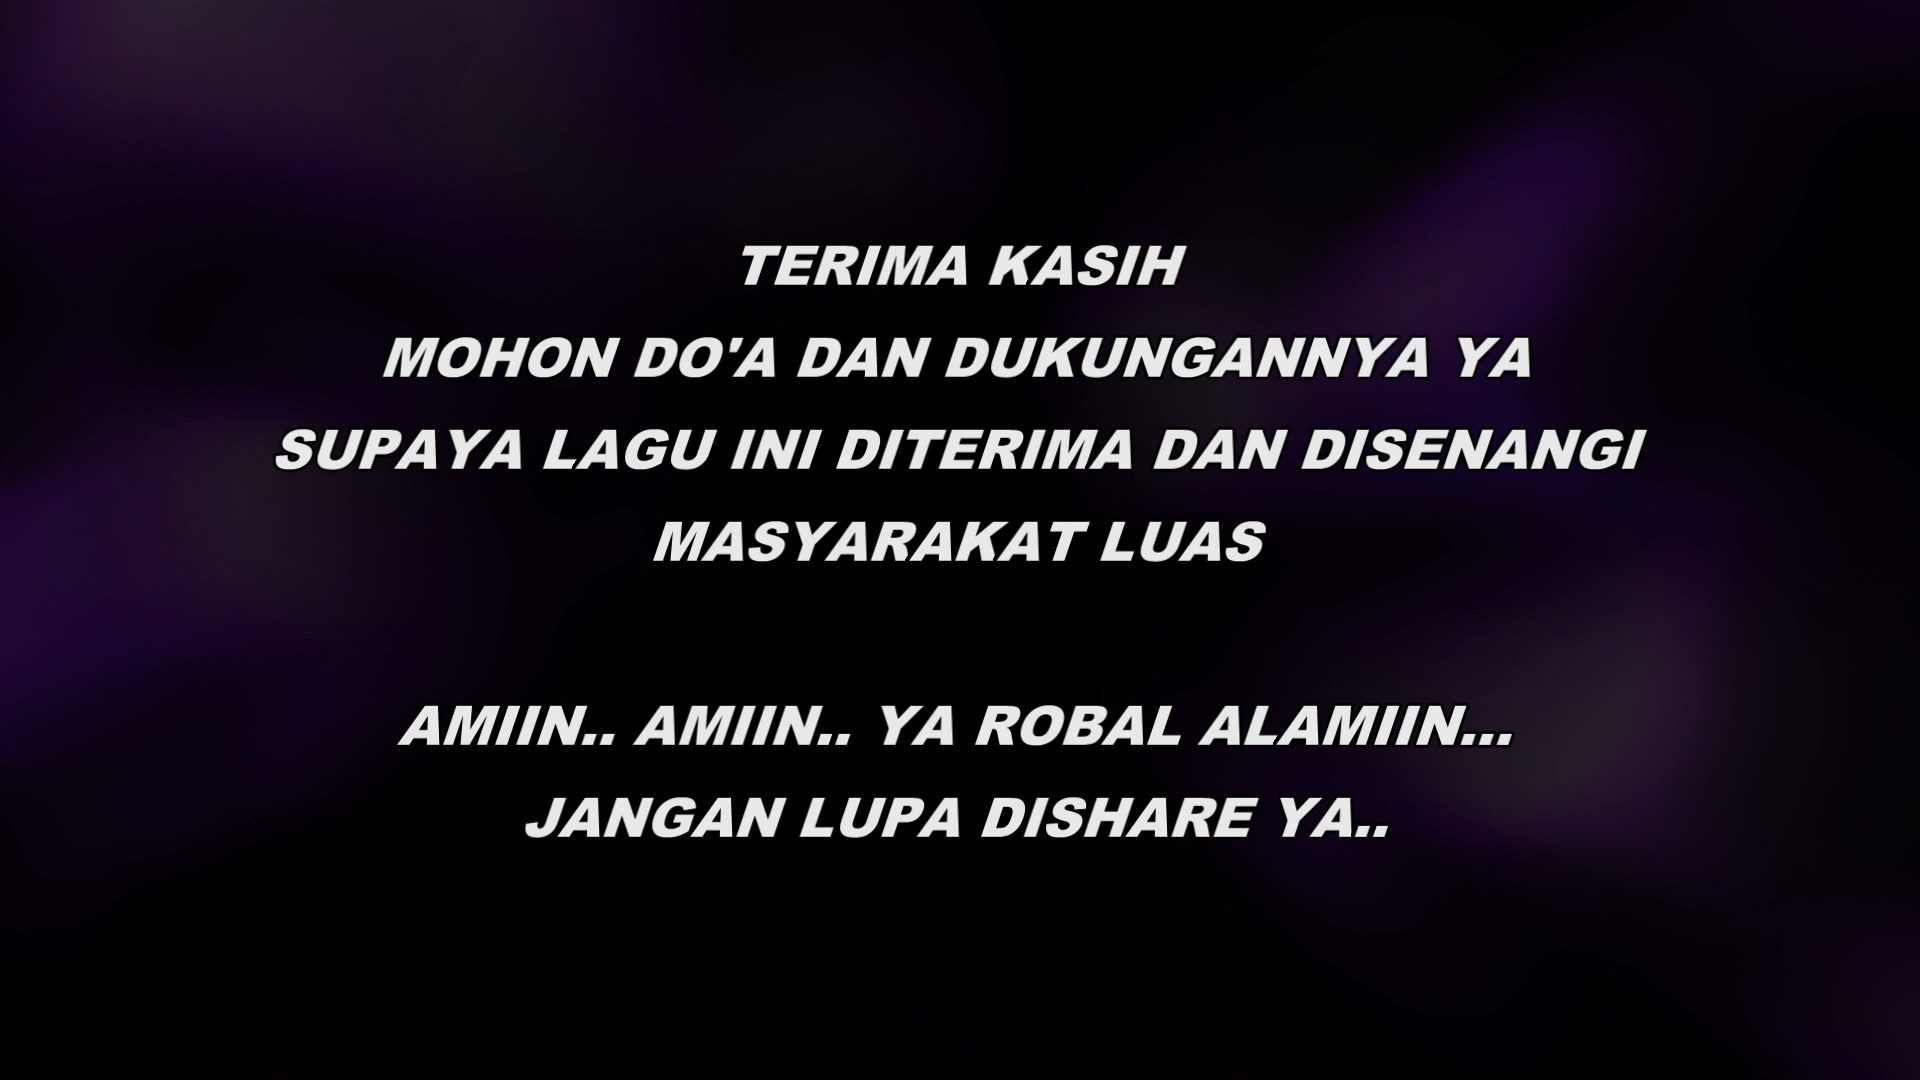 TERIMA KASIH
MOHON DO'A DAN DUKUNGANNYA YA
SUPAYA LAGU INI DITERIMA DAN DISENANGI
MASYARAKAT LUAS
AMIIN.. AMIIN.. YA ROBAL ALAMIIN...
JANGAN LUPA DISHARE YA..